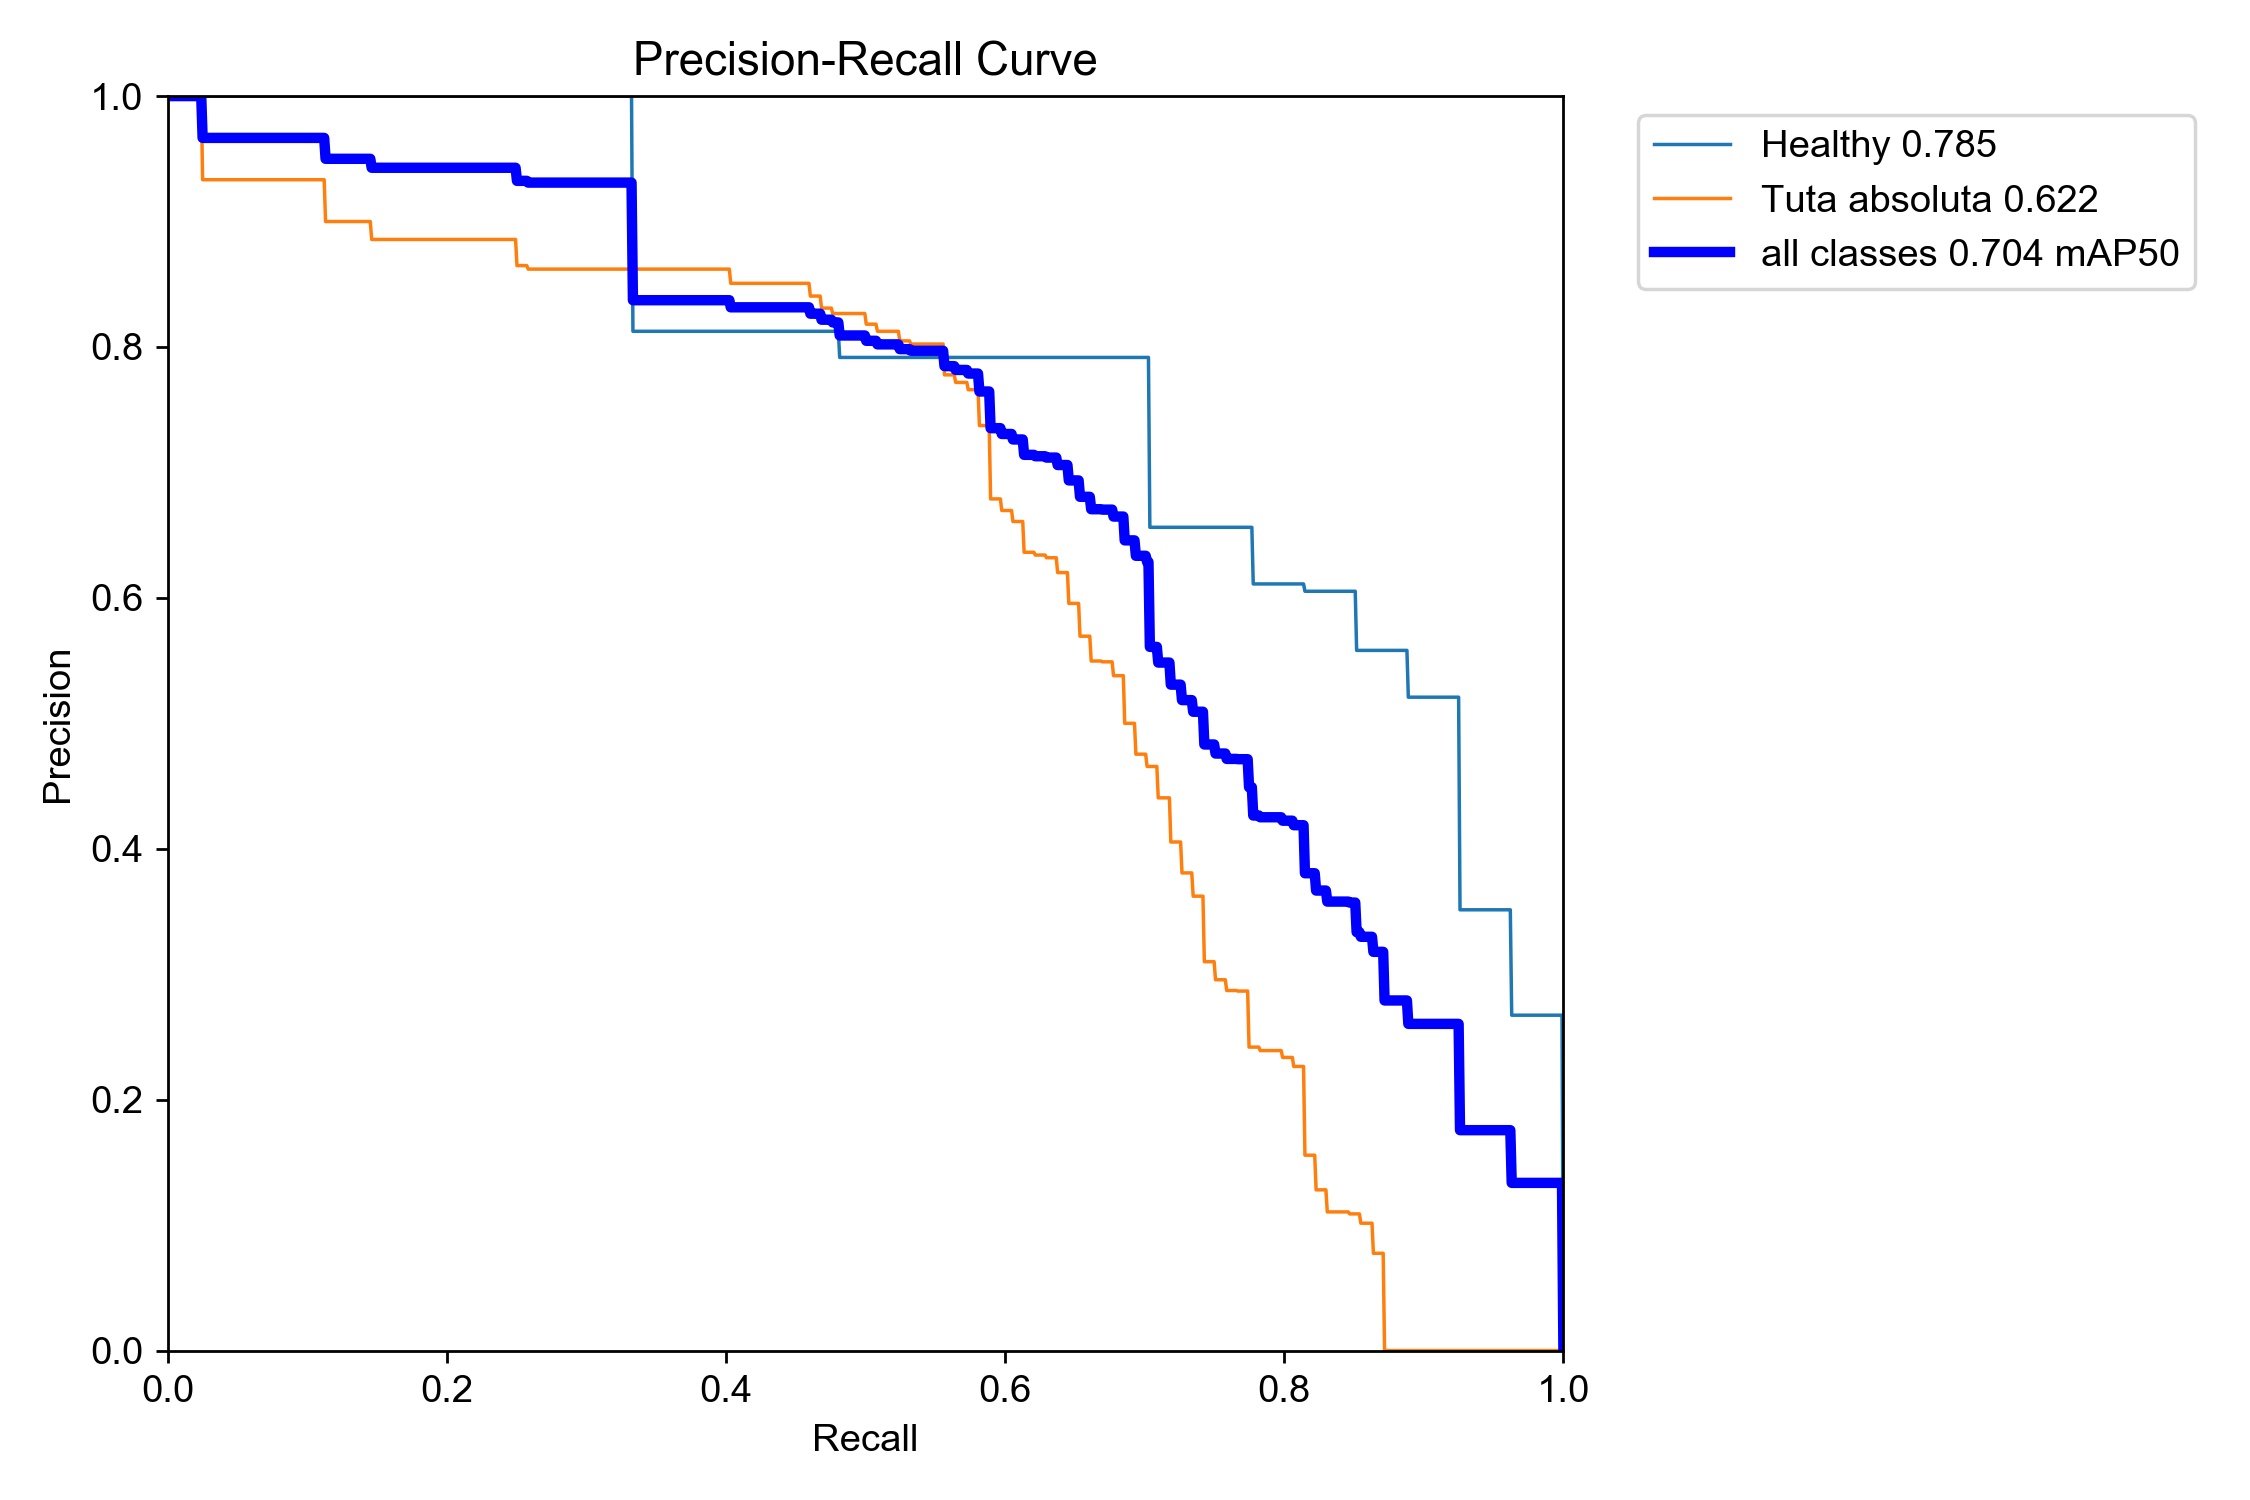 Precision-Recall Curve
Healthy 0.785
Tuta absoluta 0.622
all classes 0.704 mAP50
Precision
1.0
0.8
0.6
0.4
0.2
0.0
0.0 0.2 0.4 0.6 0.8 1.0
Recall